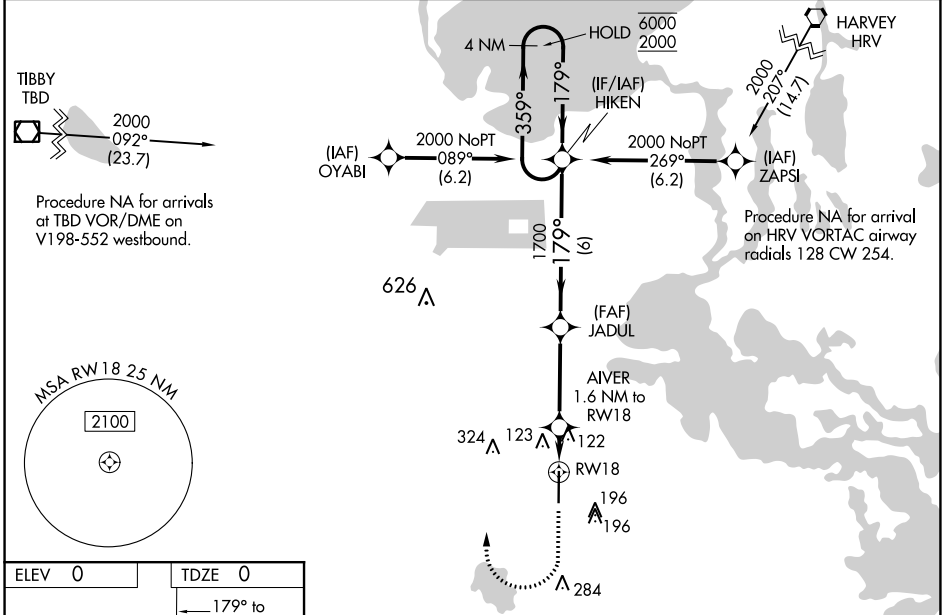 HARVEY
HRV
HOLD
6000
2000
4 NM
TIBBY
TBD
2000
092°
(23.7)
359°
179°
(IF/IAF)
HIKEN
2000
207°
(14.7)
(IAF)
OYABI
2000 NoPT
089°
(6.2)
2000 NoPT
269°
(6.2)
(IAF)
ZAPSI
Procedure NA for arrivals
at TBD VOR/DME on
V198-552 westbound.
Procedure NA for arrival
on HRV VORTAC airway
radials 128 CW 254.
1700
179°
(6)
626
(FAF)
JADUL
MSA RW18 25 NM
2100
AIVER
1.6 NM to
RW18
324
123
122
RW18
196
196
284
ELEV 0
TDZE 0
179° to